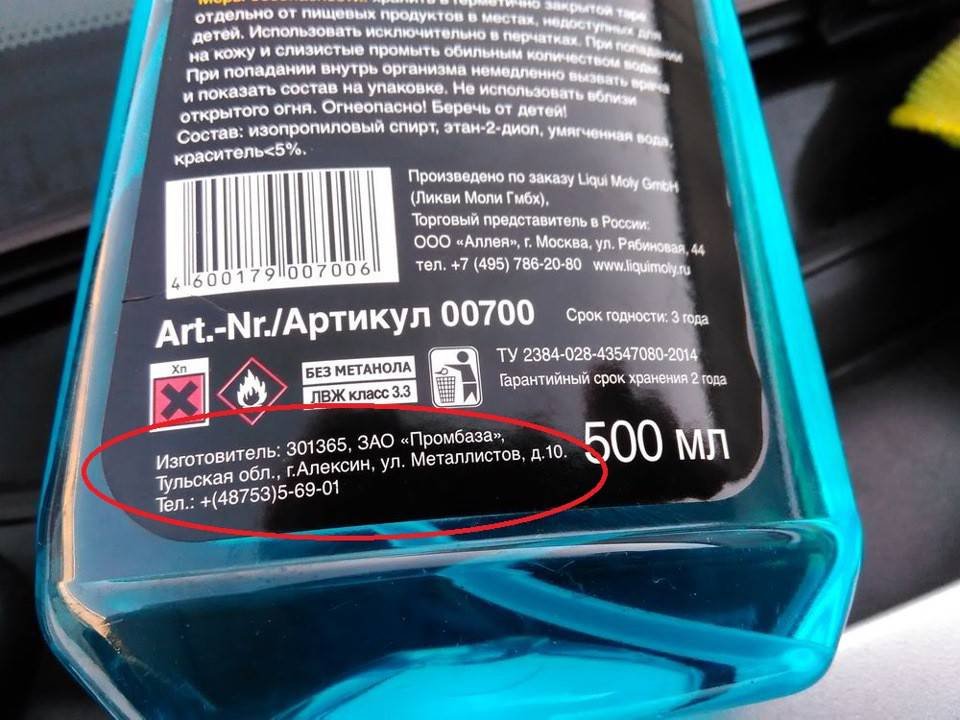 Меры безопасности: хранить в герметично закрытой таре
отдельно от пищевых продуктов в местах, недоступных для
детей. Использовать исключительно в перчатках. При попадании
на кожу и слизистые промыть обильным количеством воды.
При попадании внутрь организма немедленно вызвать врача
и показать состав на упаковке. Не использовать вблизи
открытого огня. Огнеопасно! Беречь от детей!
Состав: изопропиловый спирт, этан-2-диол, умягченная вода,
краситель<5%.
Произведено по заказу Liqui Moly GmbH
(Ликви Моли Гмбх),
Торговый представитель в России:
ООО «Аллея», г. Москва, ул. Рябиновая, 44
тел. +7 (495) 786-20-80 www.liquimoly.ru
4 600179 007006
Art.-Nr./Артикул 00700
Срок годности: 3 года
Xn
БЕЗ МЕТАНОЛА
ЛВЖ класс 3.3
ТУ 2384-028-43547080-2014
Гарантийный срок хранения 2 года
Изготовитель: 301365, ЗАО «Промбаза»,
Тульская обл., г.Алексин, ул. Металлистов, д.10.
Тел.: +(48753)5-69-01
500 мл